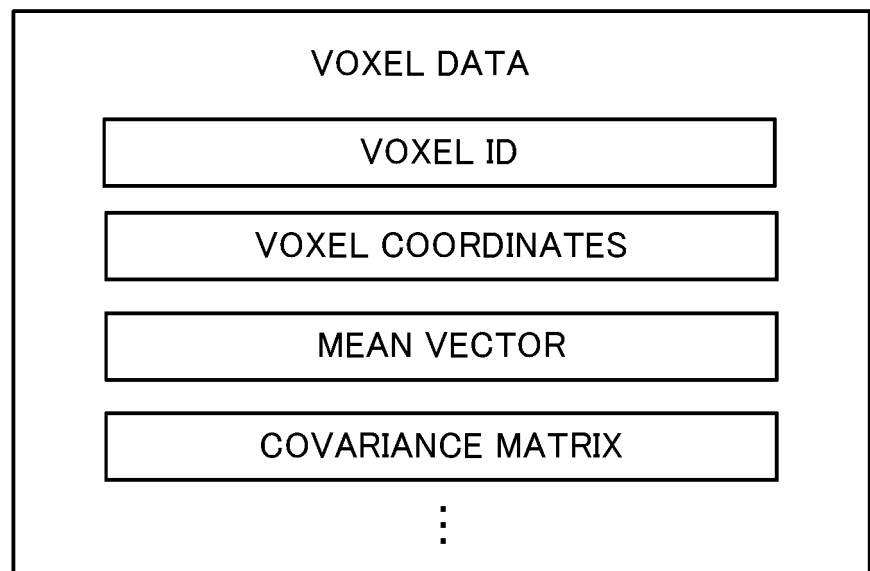 VOXEL DATA
VOXEL ID
VOXEL COORDINATES
MEAN VECTOR
COVARIANCE MATRIX
⋮